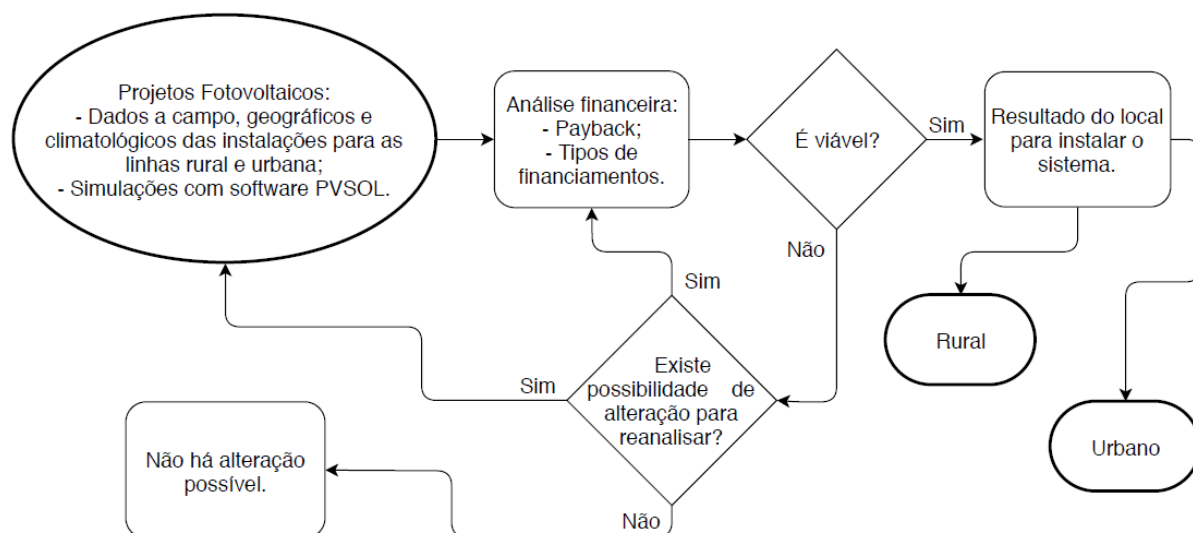 Projetos Fotovoltaicos:
- Dados a campo, geográficos e
climatológicos das instalações para as
linhas rural e urbana;
- Simulações com software PVSOL.
Análise financeira:
- Payback;
- Tipos de
financiamentos.
É viável?
Sim
Resultado do local
para instalar o
sistema.
Não
Sim
Rural
Existe
possibilidade de
alteração para
reanalisar?
Sim
Urbano
Não há alteração
possível.
Não